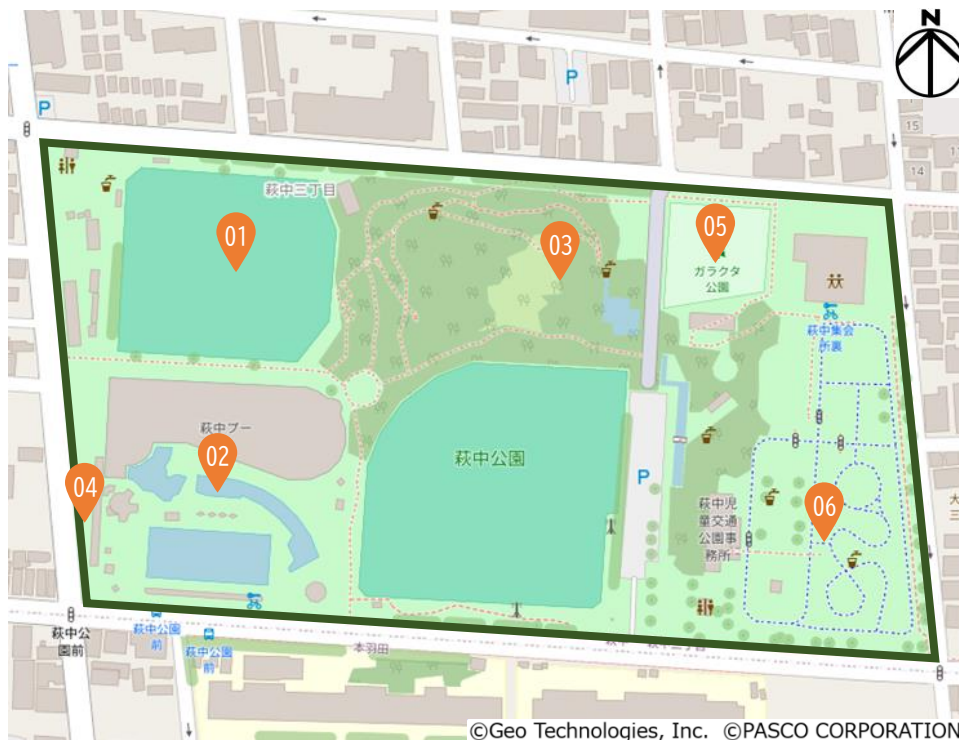 N
P
P
15
13
14
萩中三丁目
01
03
05
ガラクタ
公園
萩中集会
所裏
萩中プー
02
萩中公園
04
P
萩中児
童交通
公園事
務所
06
大
三
萩中公
園前
萩中公園
前
萩中公園
前
本羽田
©Geo Technologies, Inc. ©PASCO CORPORATION